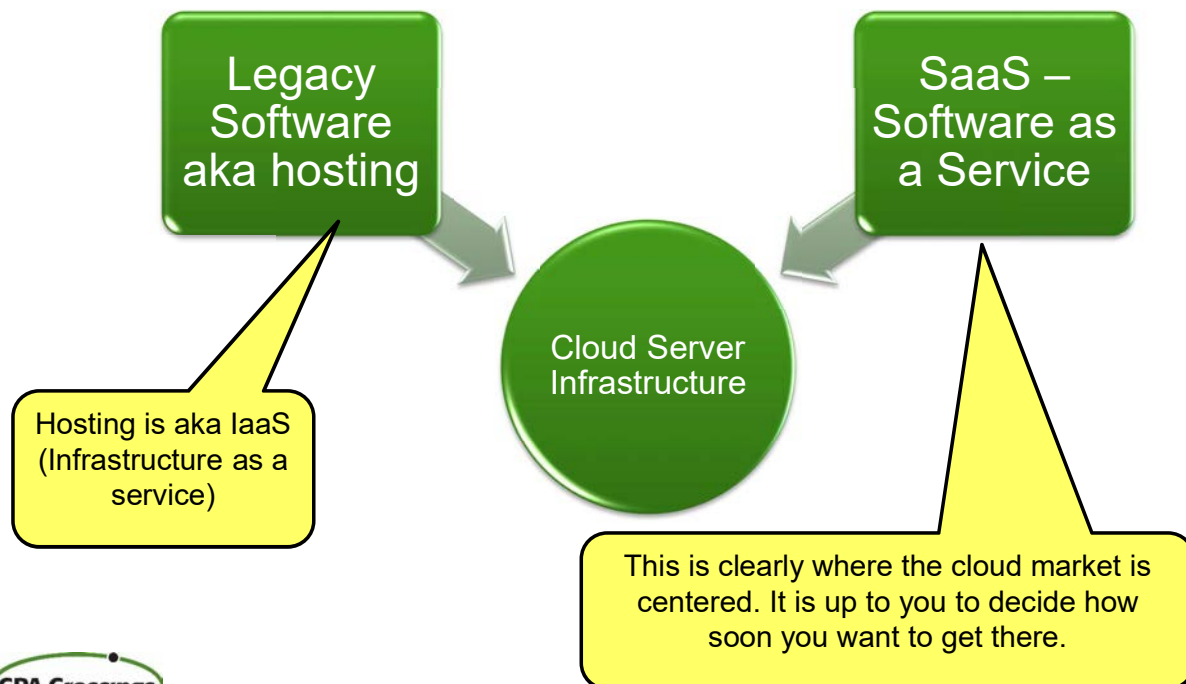 Legacy
Software
aka hosting
SaaS –
Software as
a Service
Cloud Server
Infrastructure
Hosting is aka IaaS
(Infrastructure as a
service)
This is clearly where the cloud market is
centered. It is up to you to decide how
soon you want to get there.
CPA Crossings